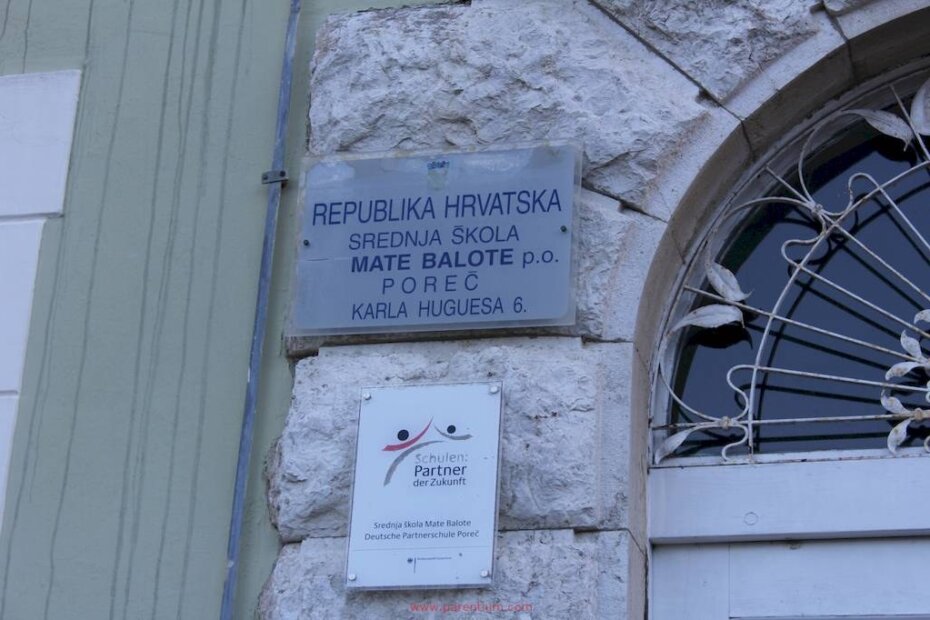 REPUBLIKA HRVATSKA
SREDNJA ŠKOLA
MATE BALOTE p.o.
POREČ
KARLA HUGUESA 6.
Schulen:
Partner
der Zukunft
Srednja škola Mate Balote
Deutsche Partnerschule Poreč
www.parentium.com